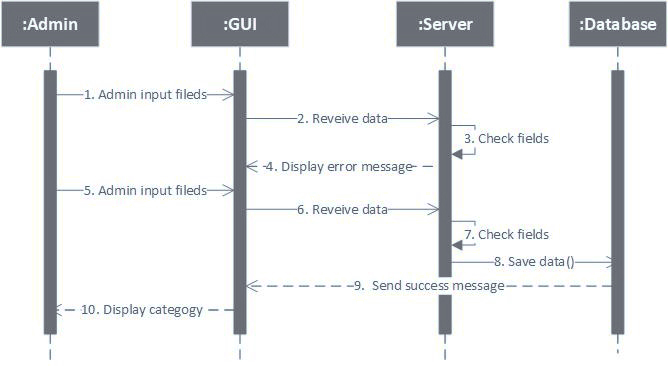 :Admin
:GUI
:Server
:Database
1. Admin input fileds
2. Reveive data
3. Check fields
4. Display error message
5. Admin input fileds
6. Reveive data
7. Check fields
8. Save data()
9. Send success message
10. Display categogy